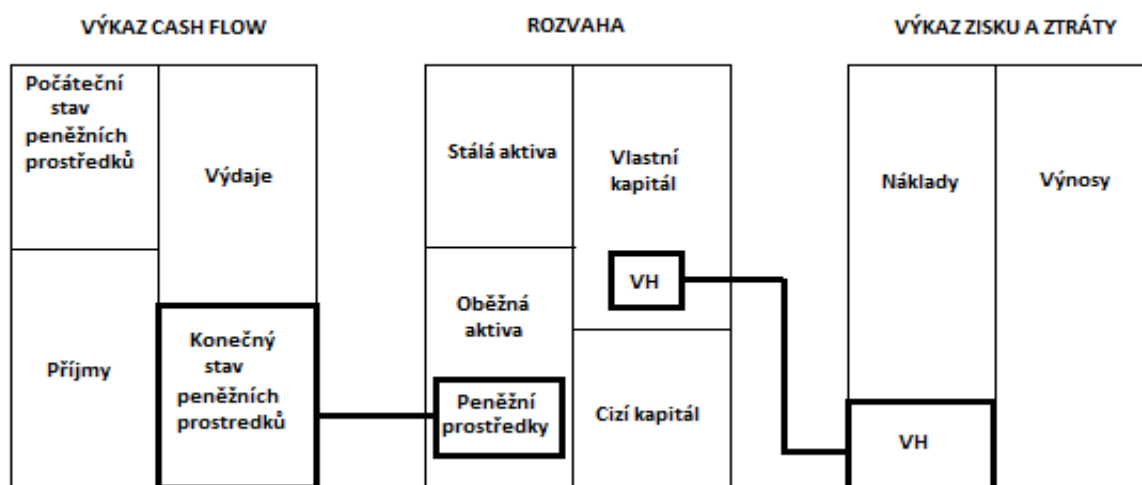 VÝKAZ CASH FLOW
ROZVAHA
VÝKAZ ZISKU A ZTRÁTY
Počáteční
stav
peněžních
prostředků
Výdaje
Příjmy
Konečný
stav
peněžních
prostredků
Stálá aktiva
Vlastní
kapitál
VH
Oběžná
aktiva
Peněžní
prostředky
Cizí kapitál
Náklady
Výnosy
VH